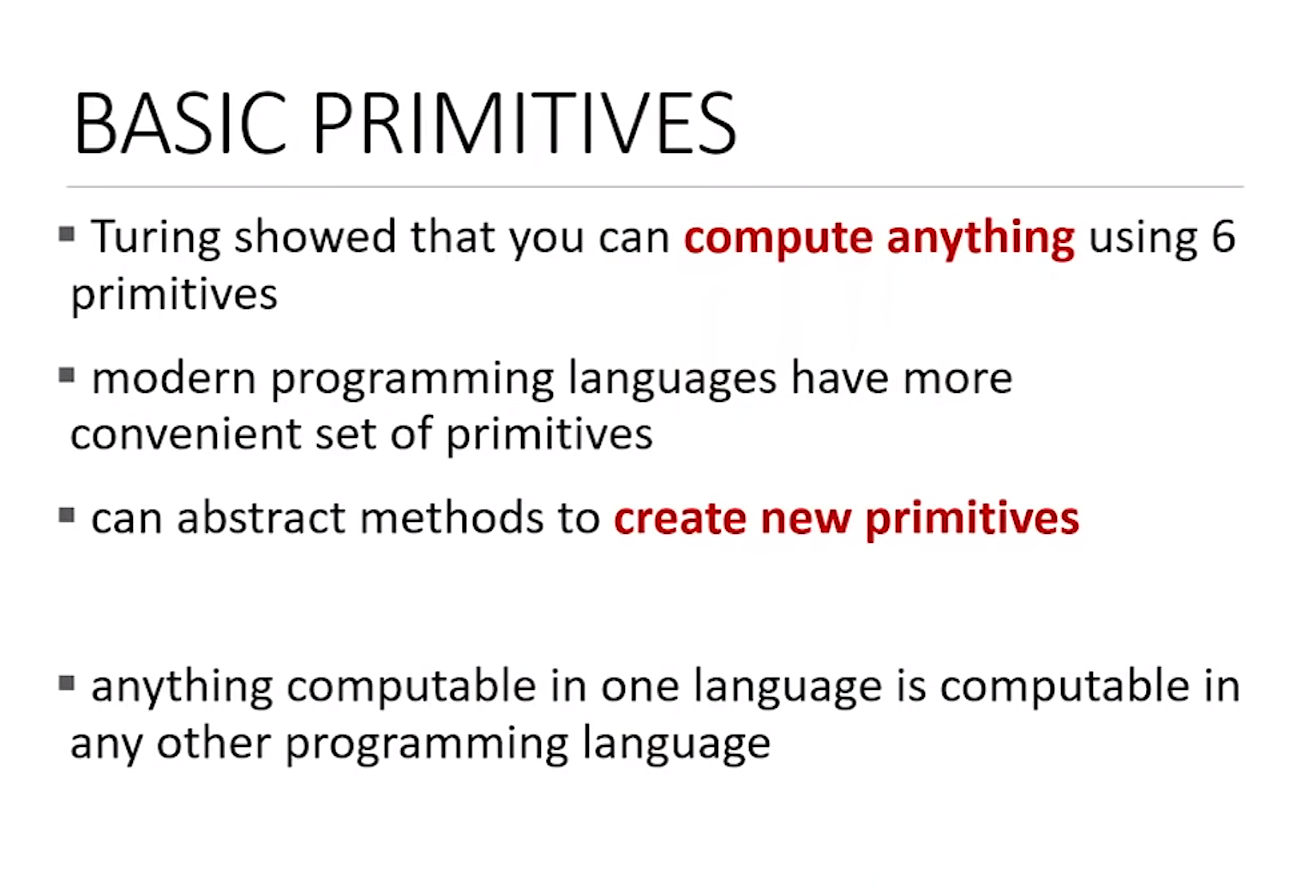 BASIC PRIMITIVES
▪ Turing showed that you can compute anything using 6
primitives
▪ modern programming languages have more
convenient set of primitives
▪ can abstract methods to create new primitives
▪ anything computable in one language is computable in
any other programming language